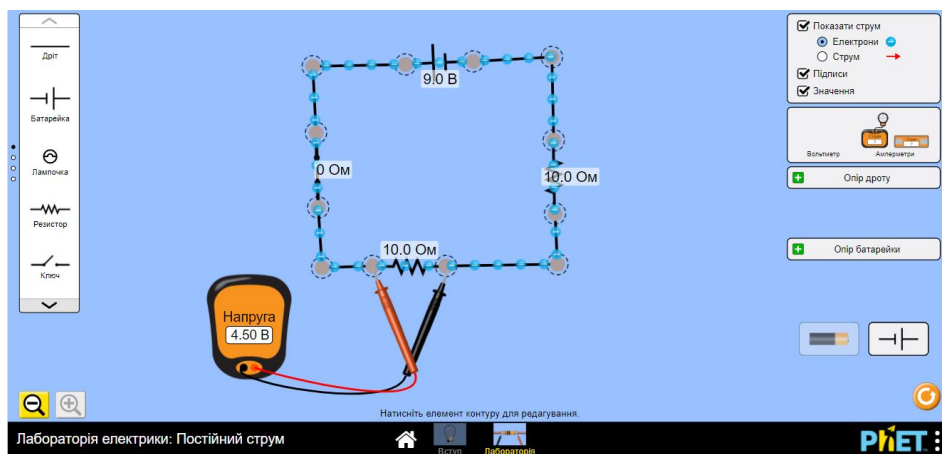 Дріт
Батарейка
Лампочка
Резистор
Ключ
9.0 В
0 Ом
10.0 Ом
10.0 Ом
Напруга
4.50 В
Показати струм
Електрони
Струм
Підписи
Значення
Вольтметр
Амперметри
Опір дроту
Опір батарейки
Натисніть елемент контуру для редагування.
Лабораторія електрики: Постійний струм
Вступ
Лабораторія
PhET